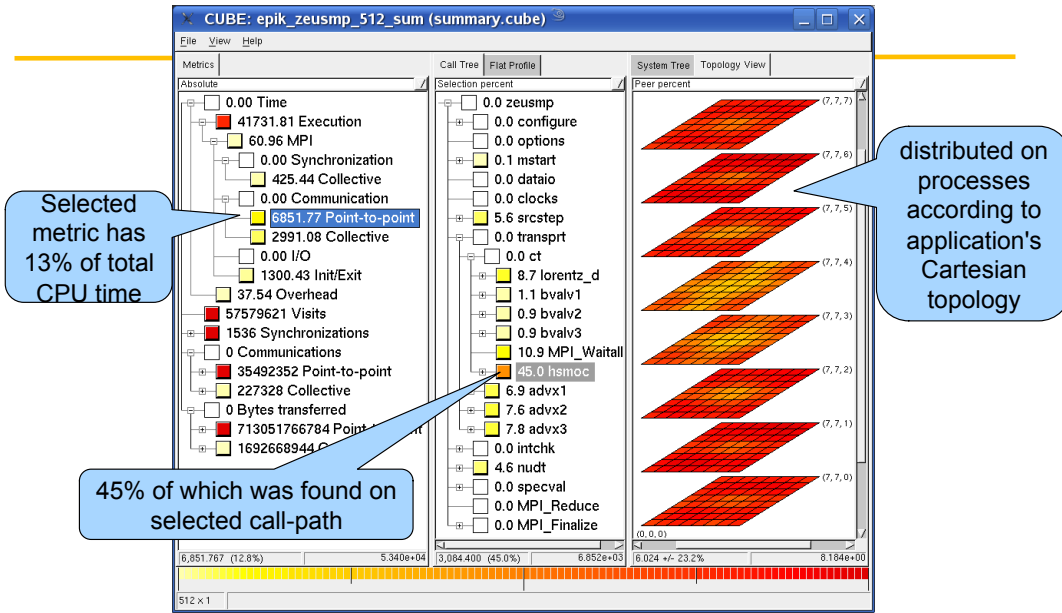 CUBE: epik_zeusmp_512_sum (summary.cube)
File View Help
Metrics
Absolute
0.00 Time
41731.81 Execution
60.96 MPI
0.00 Synchronization
425.44 Collective
0.00 Communication
6851.77 Point-to-point
2991.08 Collective
0.00 I/O
1300.43 Init/Exit
37.54 Overhead
57579621 Visits
1536 Synchronizations
0 Communications
35492352 Point-to-point
227328 Collective
0 Bytes transferred
713051766784
1692668944
6,851.767 (12.8%) 5.340e+04
Call Tree Flat Profile
Selection percent
0.0 zeusmp
0.0 configure
0.0 options
0.1 mstart
0.0 dataio
0.0 clocks
5.6 srcstep
0.0 transprt
0.0 ct
8.7 lorentz_d
1.1 bvalv1
0.9 bvalv2
0.9 bvalv3
10.9 MPI_Waitall
45.0 hsmoc
6.9 advx1
7.6 advx2
7.8 advx3
0.0 intchk
4.6 nudt
0.0 specval
0.0 MPI_Reduce
0.0 MPI_Finalize
3,084.400 (45.0%) 6.852e+03
System Tree Topology View
Peer percent
(7, 7, 7)
(7, 7, 6)
(7, 7, 5)
(7, 7, 4)
(7, 7, 3)
(7, 7, 2)
(7, 7, 1)
(7, 7, 0)
(0, 0, 0)
6.024 +/- 23.2% 8.184e+00
512 x 1
Selected
metric has
13% of total
CPU time
45% of which was found on
selected call-path
distributed on
processes
according to
application's
Cartesian
topology